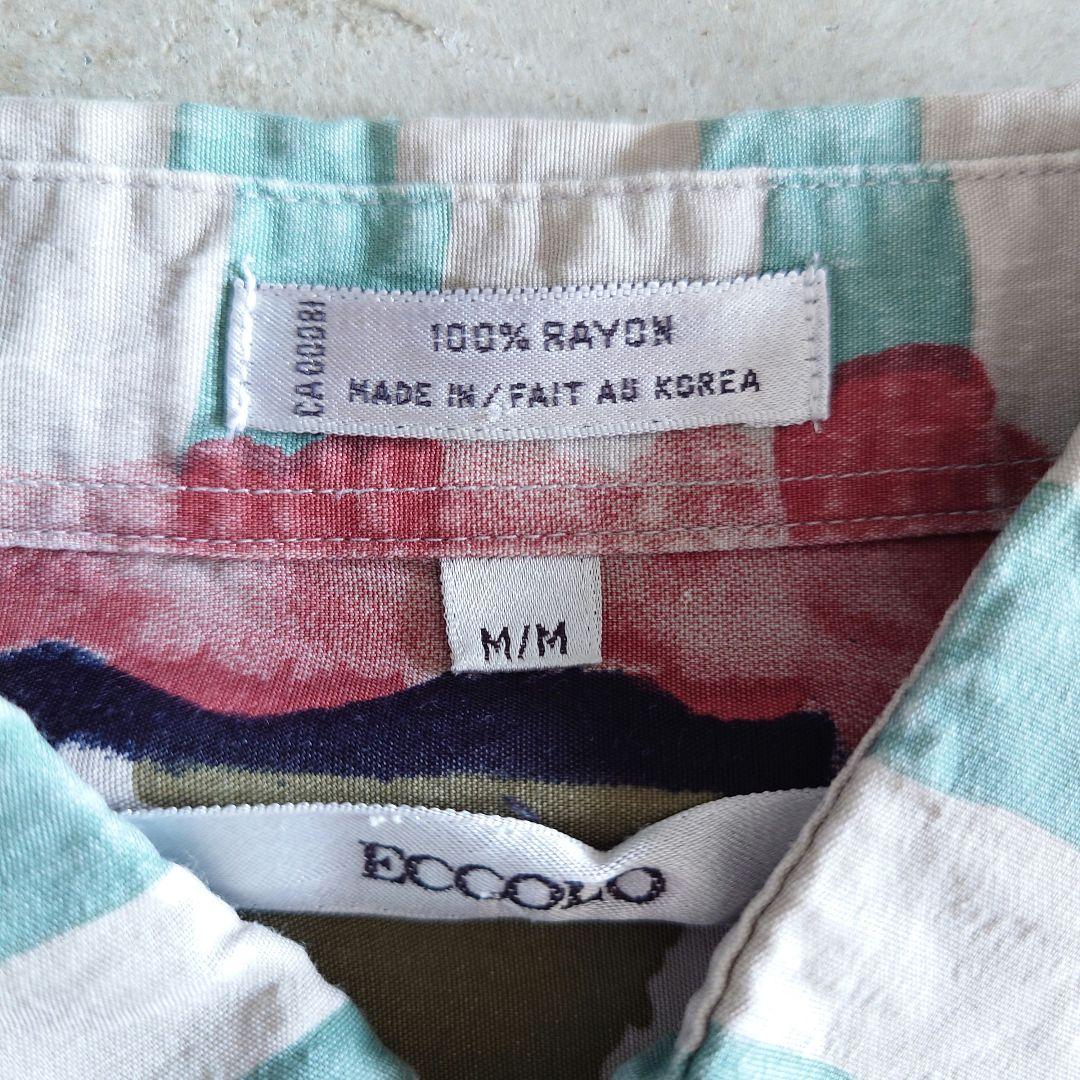 CA00081
100% RAYON
MADE IN/FAIT AU KOREA
M/M
ECCOLO